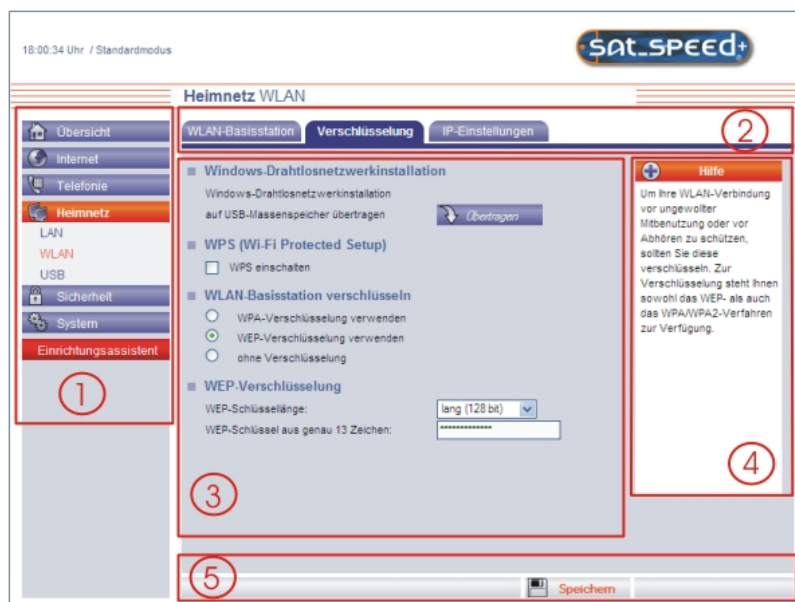 18:00:34 Uhr / Standardmodus
sat_speed+
Heimnetz WLAN
Übersicht
Internet
Telefonie
Heimnetz
LAN
WLAN
USB
Sicherheit
System
Einrichtungsassistent
1
WLAN-Basisstation
Verschlüsselung
IP-Einstellungen
2
Windows-Drahtlosnetzwerkinstallation
Windows-Drahtlosnetzwerkinstallation
auf USB-Massenspeicher übertragen
Übertragen
WPS (Wi-Fi Protected Setup)
WPS einschalten
WLAN-Basisstation verschlüsseln
WPA-Verschlüsselung verwenden
WEP-Verschlüsselung verwenden
ohne Verschlüsselung
WEP-Verschlüsselung
WEP-Schlüssellänge:
lang (128 bit)
WEP-Schlüssel aus genau 13 Zeichen:
*************
3
Hilfe
Um Ihre WLAN-Verbindung
vor ungewollter
Mitbenutzung oder vor
Abhören zu schützen,
sollten Sie diese
verschlüsseln. Zur
Verschlüsselung steht Ihnen
sowohl das WEP- als auch
das WPA/WPA2-Verfahren
zur Verfügung.
4
5
Speichern